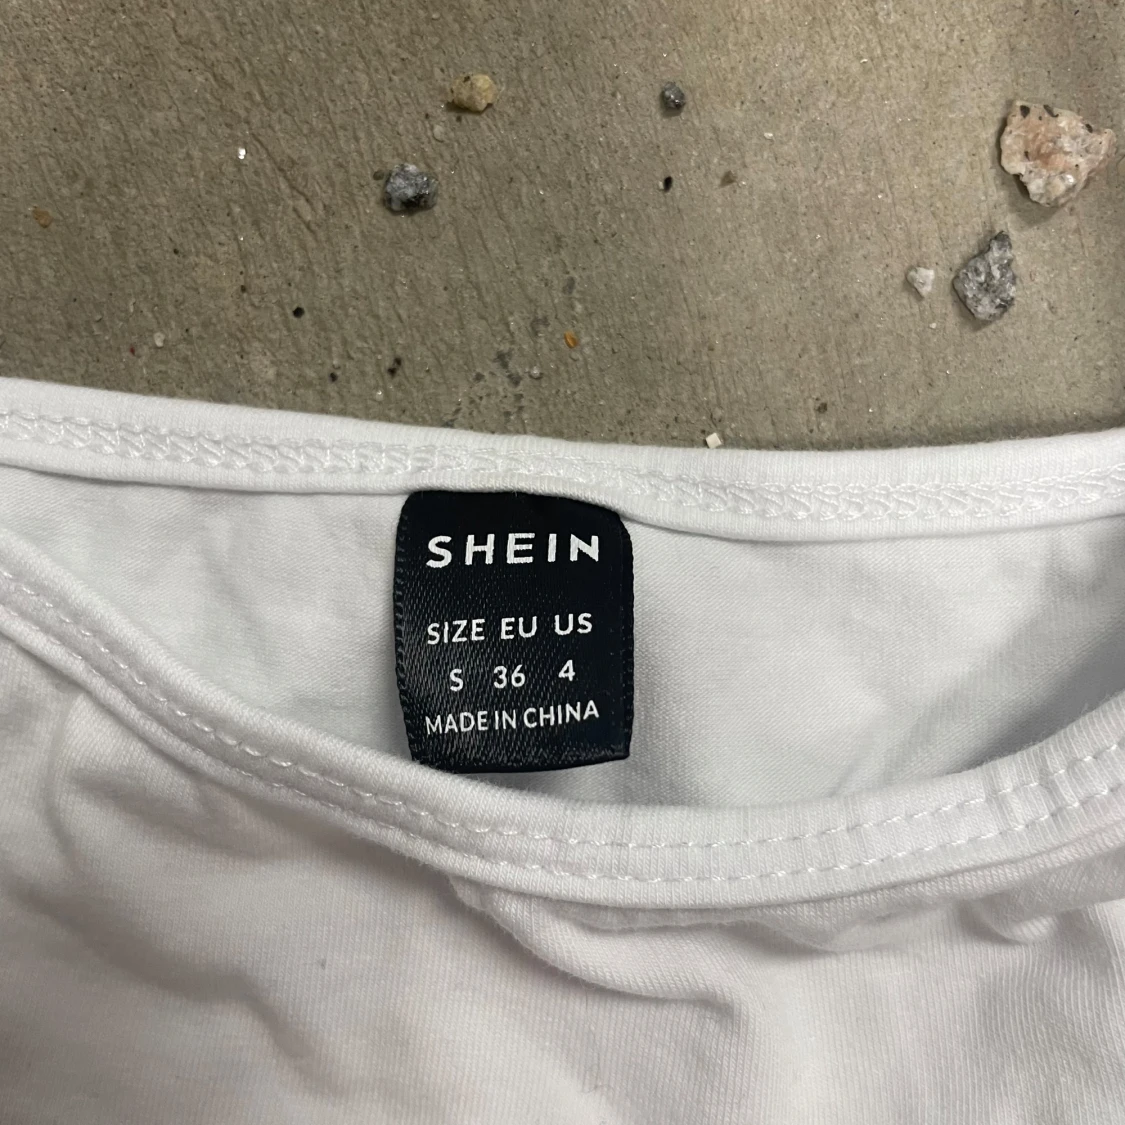 SHEIN
SIZE EU US
S 36 4
MADE IN CHINA